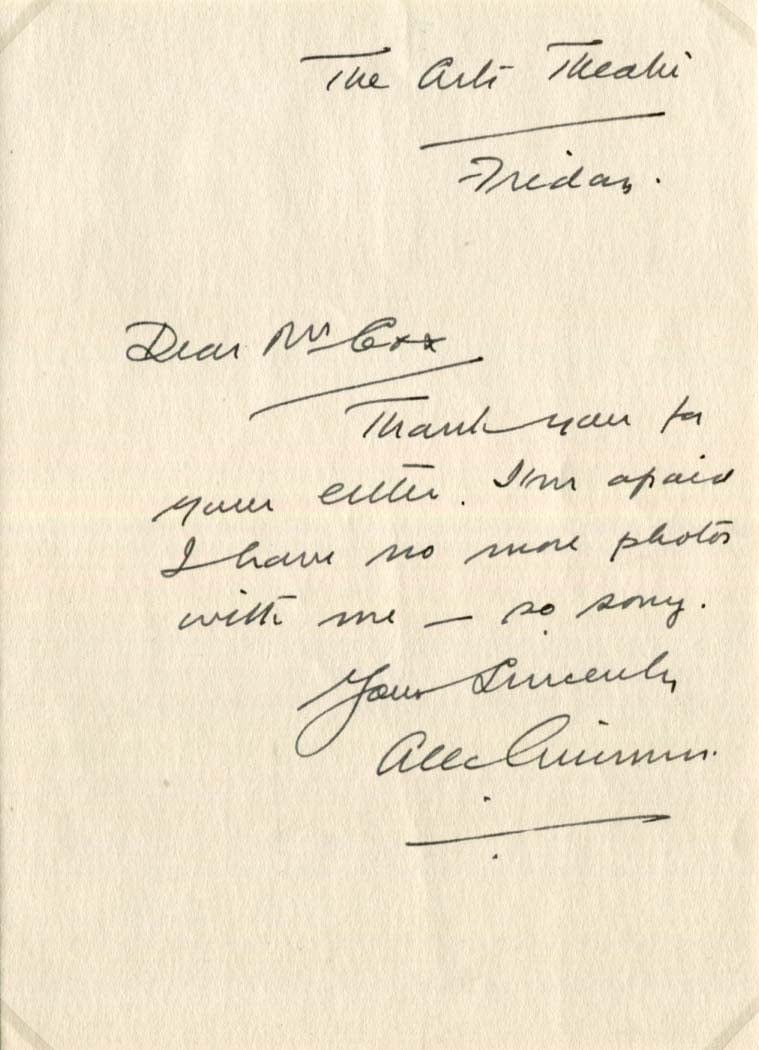 The Arts Theatre
Friday.
Dear Mrs Cox
Thank you for
your letter. I'm afraid
I have no more photos
with me — so sorry.
Yours Sincerely
Alec Guinness.